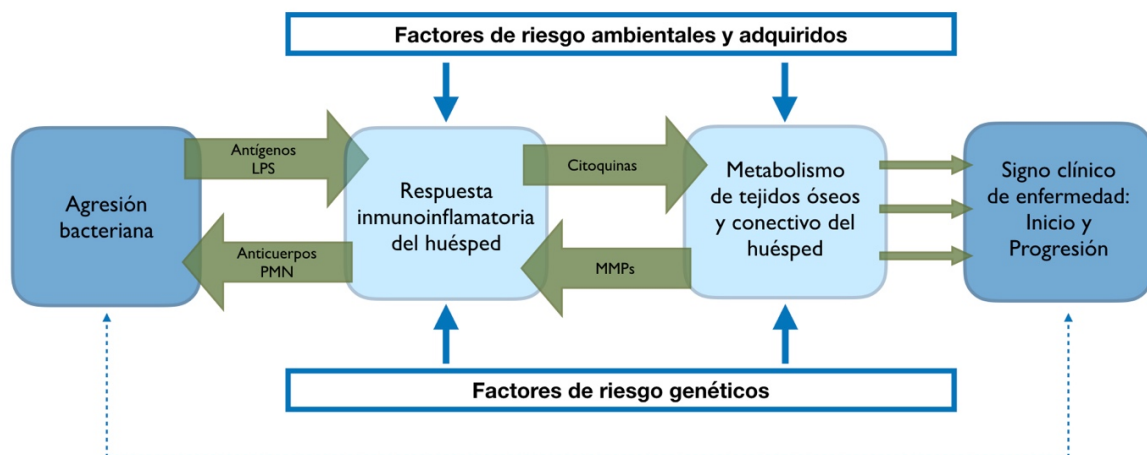 Factores de riesgo ambientales y adquiridos
Antígenos
LPS
Citoquinas
Agresión
bacteriana
Respuesta
inmunoinflamatoria
del huésped
Metabolismo
de tejidos óseos
y conectivo del
huésped
Signo clínico
de enfermedad:
Inicio y
Progresión
Anticuerpos
PMN
MMPs
Factores de riesgo genéticos